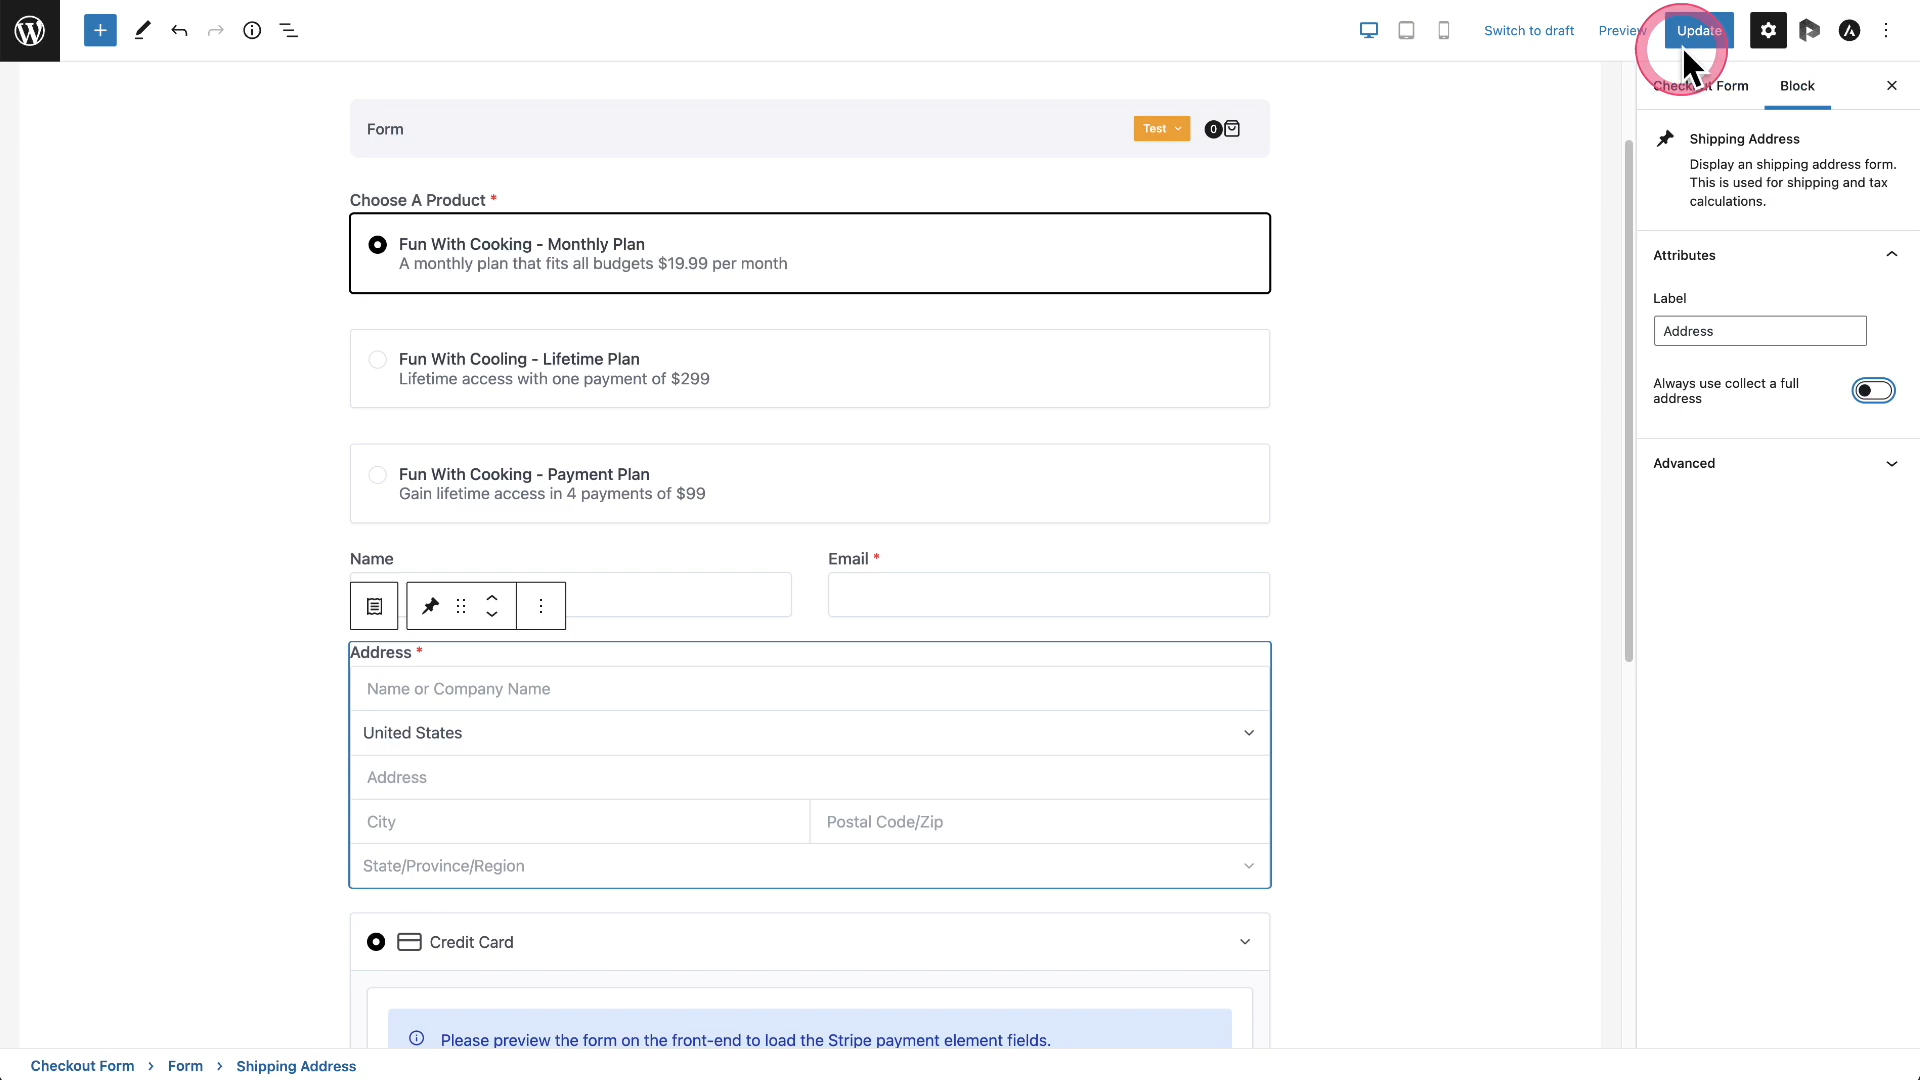 Switch to draft
Preview
Update
Checkout Form
Block
Form
Test
0
Shipping Address
Display an shipping address form.
This is used for shipping and tax
calculations.
Choose A Product *
Fun With Cooking - Monthly Plan
A monthly plan that fits all budgets $19.99 per month
Attributes
Label
Address
Fun With Cooling - Lifetime Plan
Lifetime access with one payment of $299
Always use collect a full
address
Advanced
Fun With Cooking - Payment Plan
Gain lifetime access in 4 payments of $99
Name
Email *
Address *
Name or Company Name
United States
Address
City
Postal Code/Zip
State/Province/Region
Credit Card
Please preview the form on the front-end to load the Stripe payment element fields.
Checkout Form > Form > Shipping Address